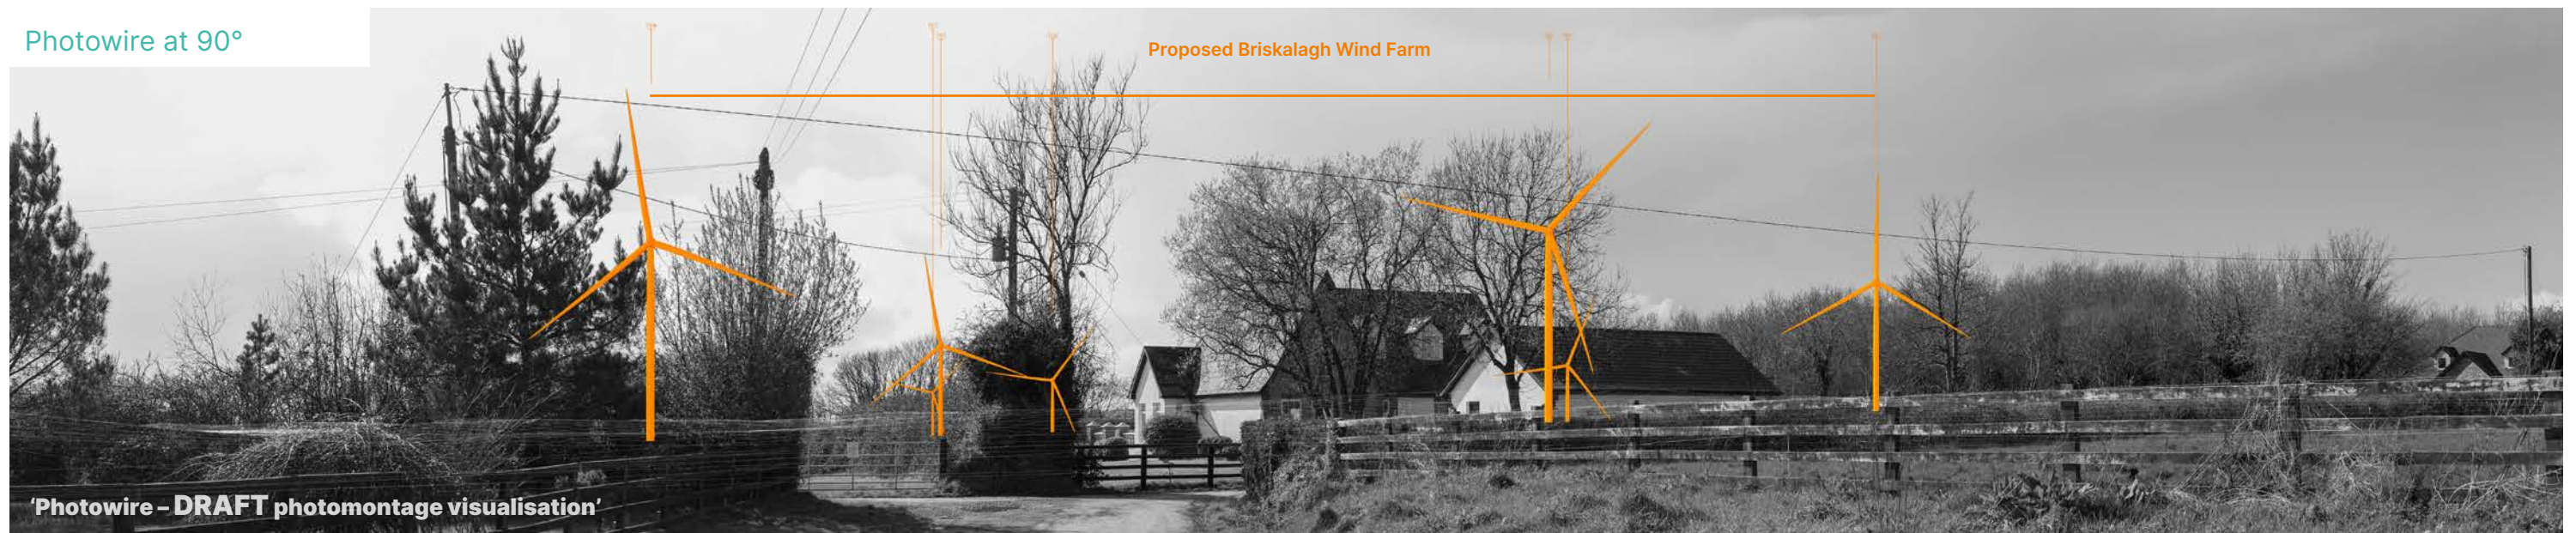 Photowire at 90°
Proposed Briskalagh Wind Farm
‘Photowire – DRAFT photomontage visualisation’